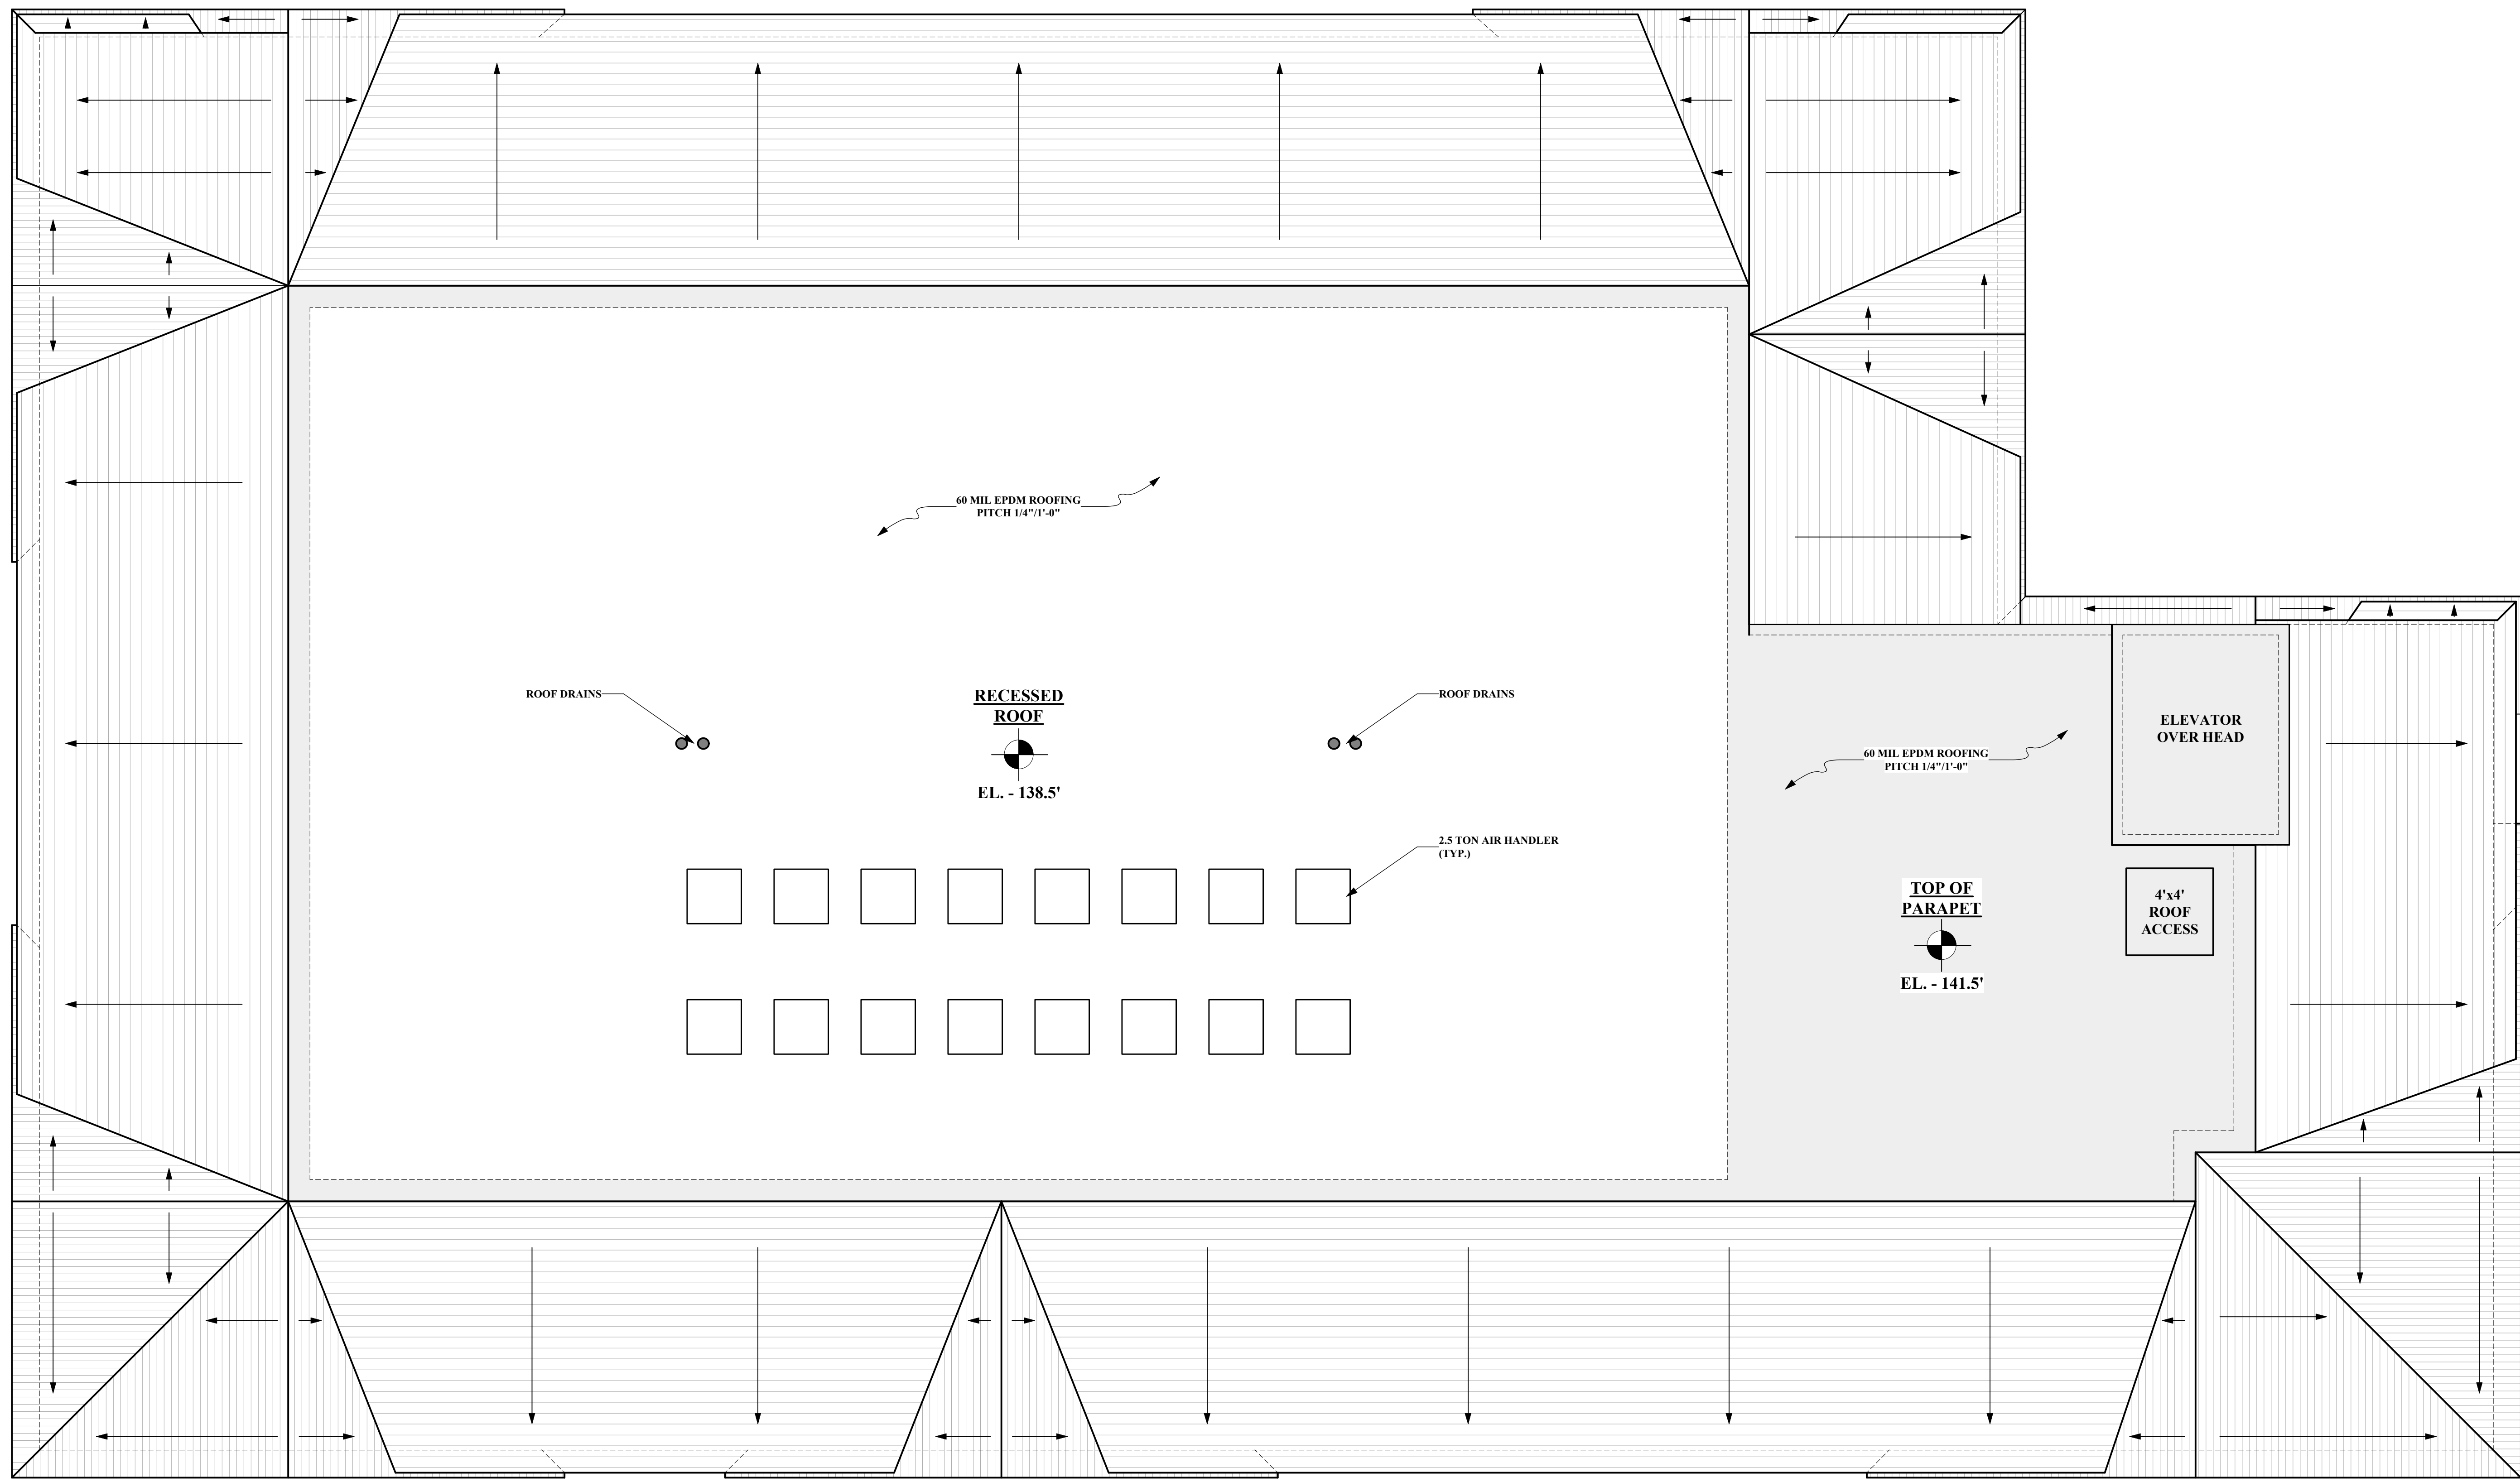 60 MIL EPDM ROOFING
PITCH 1/4"/1'-0"
ROOF DRAINS
RECESSED
ROOF
EL. - 138.5'
ROOF DRAINS
ELEVATOR
OVER HEAD
60 MIL EPDM ROOFING
PITCH 1/4"/1'-0"
2.5 TON AIR HANDLER
(TYP.)
TOP OF
PARAPET
EL. - 141.5'
4'x4'
ROOF
ACCESS